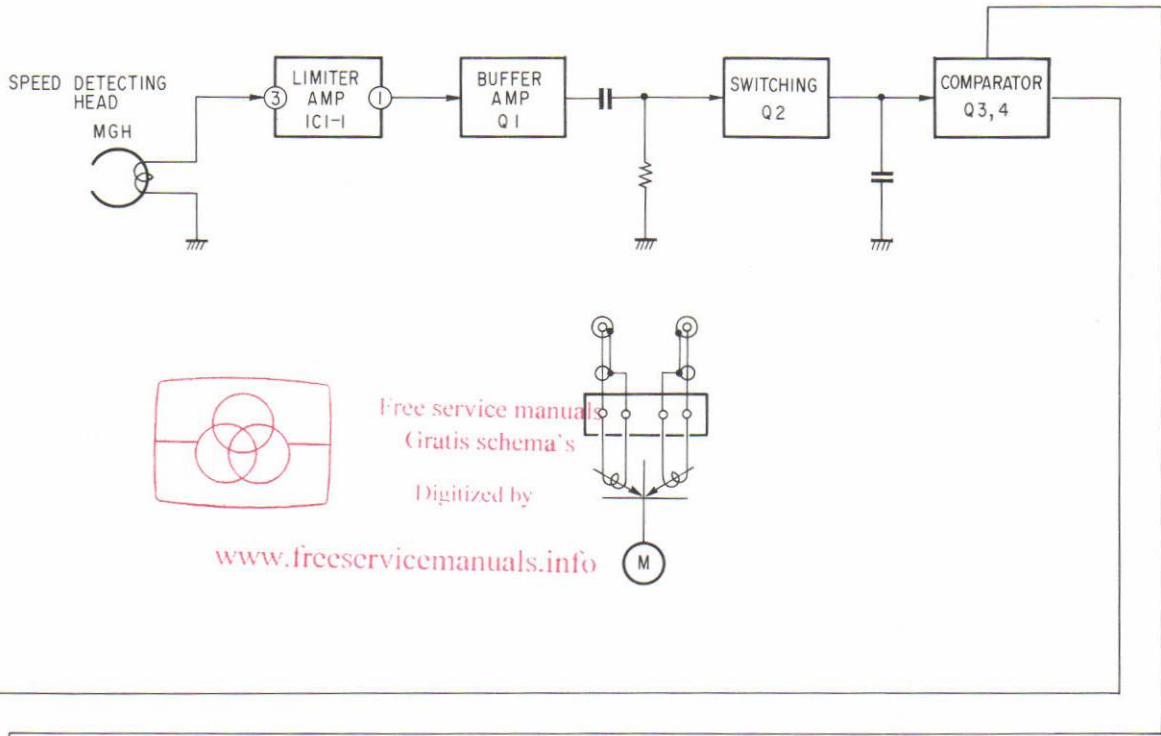 SPEED DETECTING
HEAD
MGH
3
LIMITER
AMP
IC1-1
1
BUFFER
AMP
Q1
SWITCHING
Q2
COMPARATOR
Q3,4
Free service manuals
Gratis schema's
Digitized by
www.freeservicemanuals.info
M